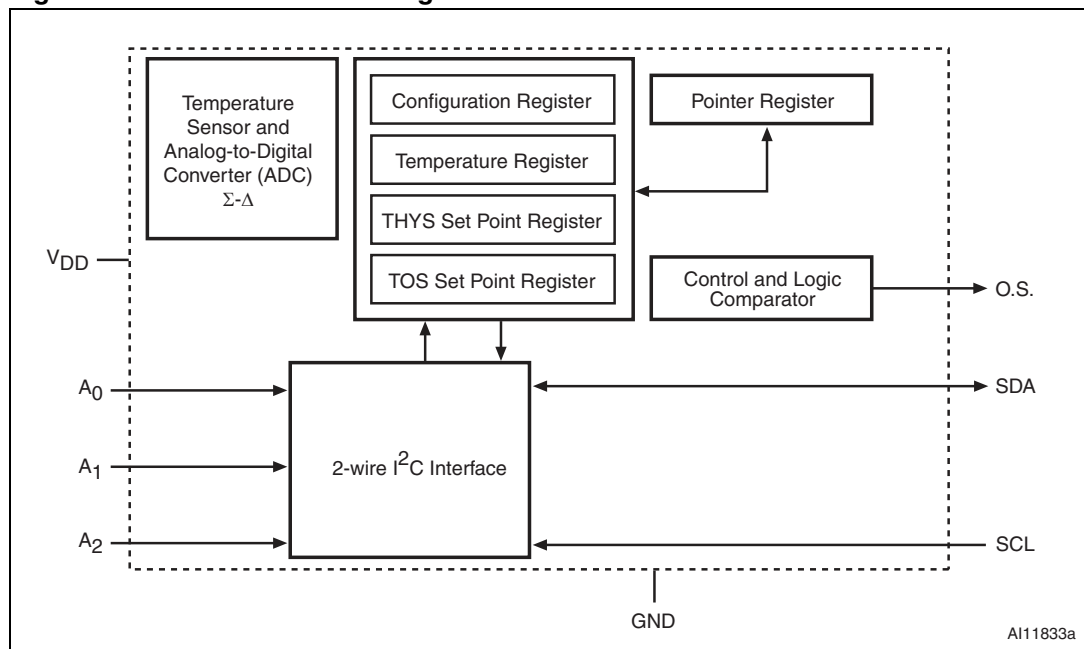 Temperature
Sensor and
Analog-to-Digital
Converter (ADC)
Σ-Δ
Configuration Register
Temperature Register
THYS Set Point Register
TOS Set Point Register
Pointer Register
Control and Logic
Comparator
VDD
O.S.
A0
A1
A2
2-wire I²C Interface
SDA
SCL
GND
AI11833a